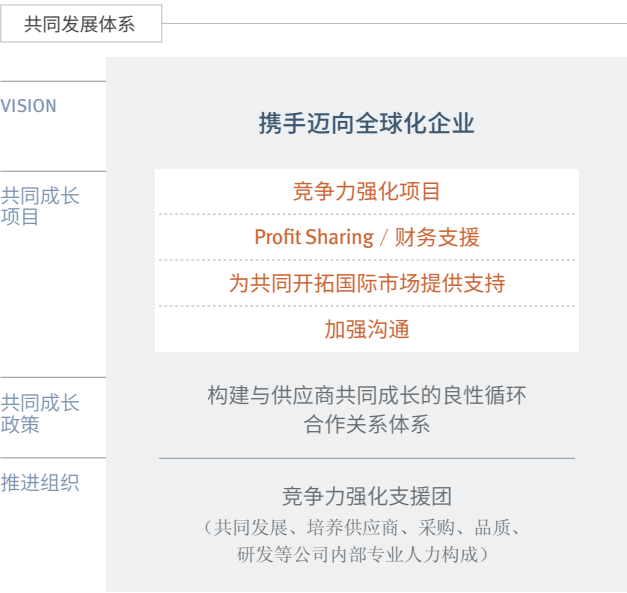 共同发展体系
VISION
携手迈向全球化企业
共同成长
项目
竞争力强化项目
Profit Sharing / 财务支援
为共同开拓国际市场提供支持
加强沟通
共同成长
政策
构建与供应商共同成长的良性循环
合作关系体系
推进组织
竞争力强化支援团
（共同发展、培养供应商、采购、品质、
研发等公司内部专业人力构成）